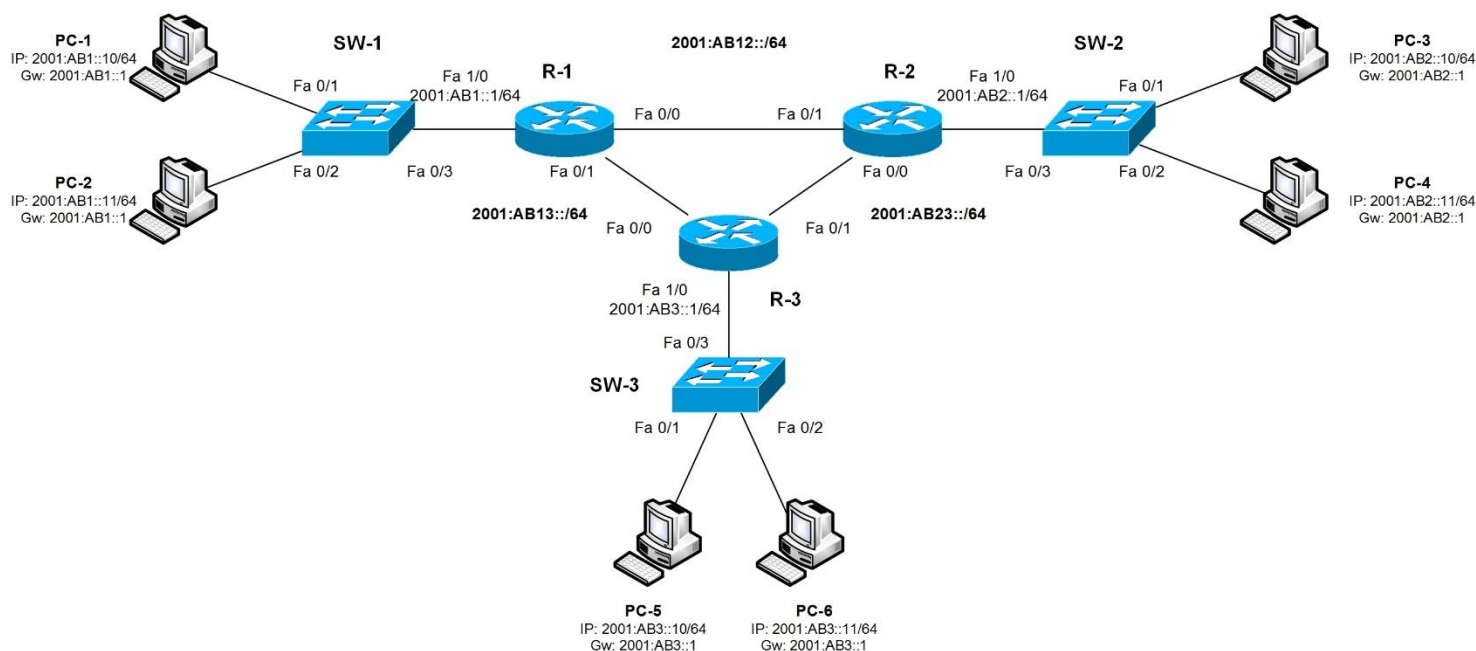 PC-1
IP: 2001:AB1::10/64
Gw: 2001:AB1::1
SW-1
Fa 0/1
Fa 1/0
2001:AB1::1/64
R-1
2001:AB12::/64
R-2
Fa 1/0
2001:AB2::1/64
SW-2
Fa 0/1
PC-3
IP: 2001:AB2::10/64
Gw: 2001:AB2::1
Fa 0/0
Fa 0/1
PC-2
IP: 2001:AB1::11/64
Gw: 2001:AB1::1
Fa 0/2
Fa 0/3
Fa 0/1
Fa 0/0
Fa 0/3
Fa 0/2
PC-4
IP: 2001:AB2::11/64
Gw: 2001:AB2::1
2001:AB13::/64
2001:AB23::/64
Fa 0/0
Fa 0/1
Fa 1/0
2001:AB3::1/64
R-3
Fa 0/3
SW-3
Fa 0/1
Fa 0/2
PC-5
IP: 2001:AB3::10/64
Gw: 2001:AB3::1
PC-6
IP: 2001:AB3::11/64
Gw: 2001:AB3::1